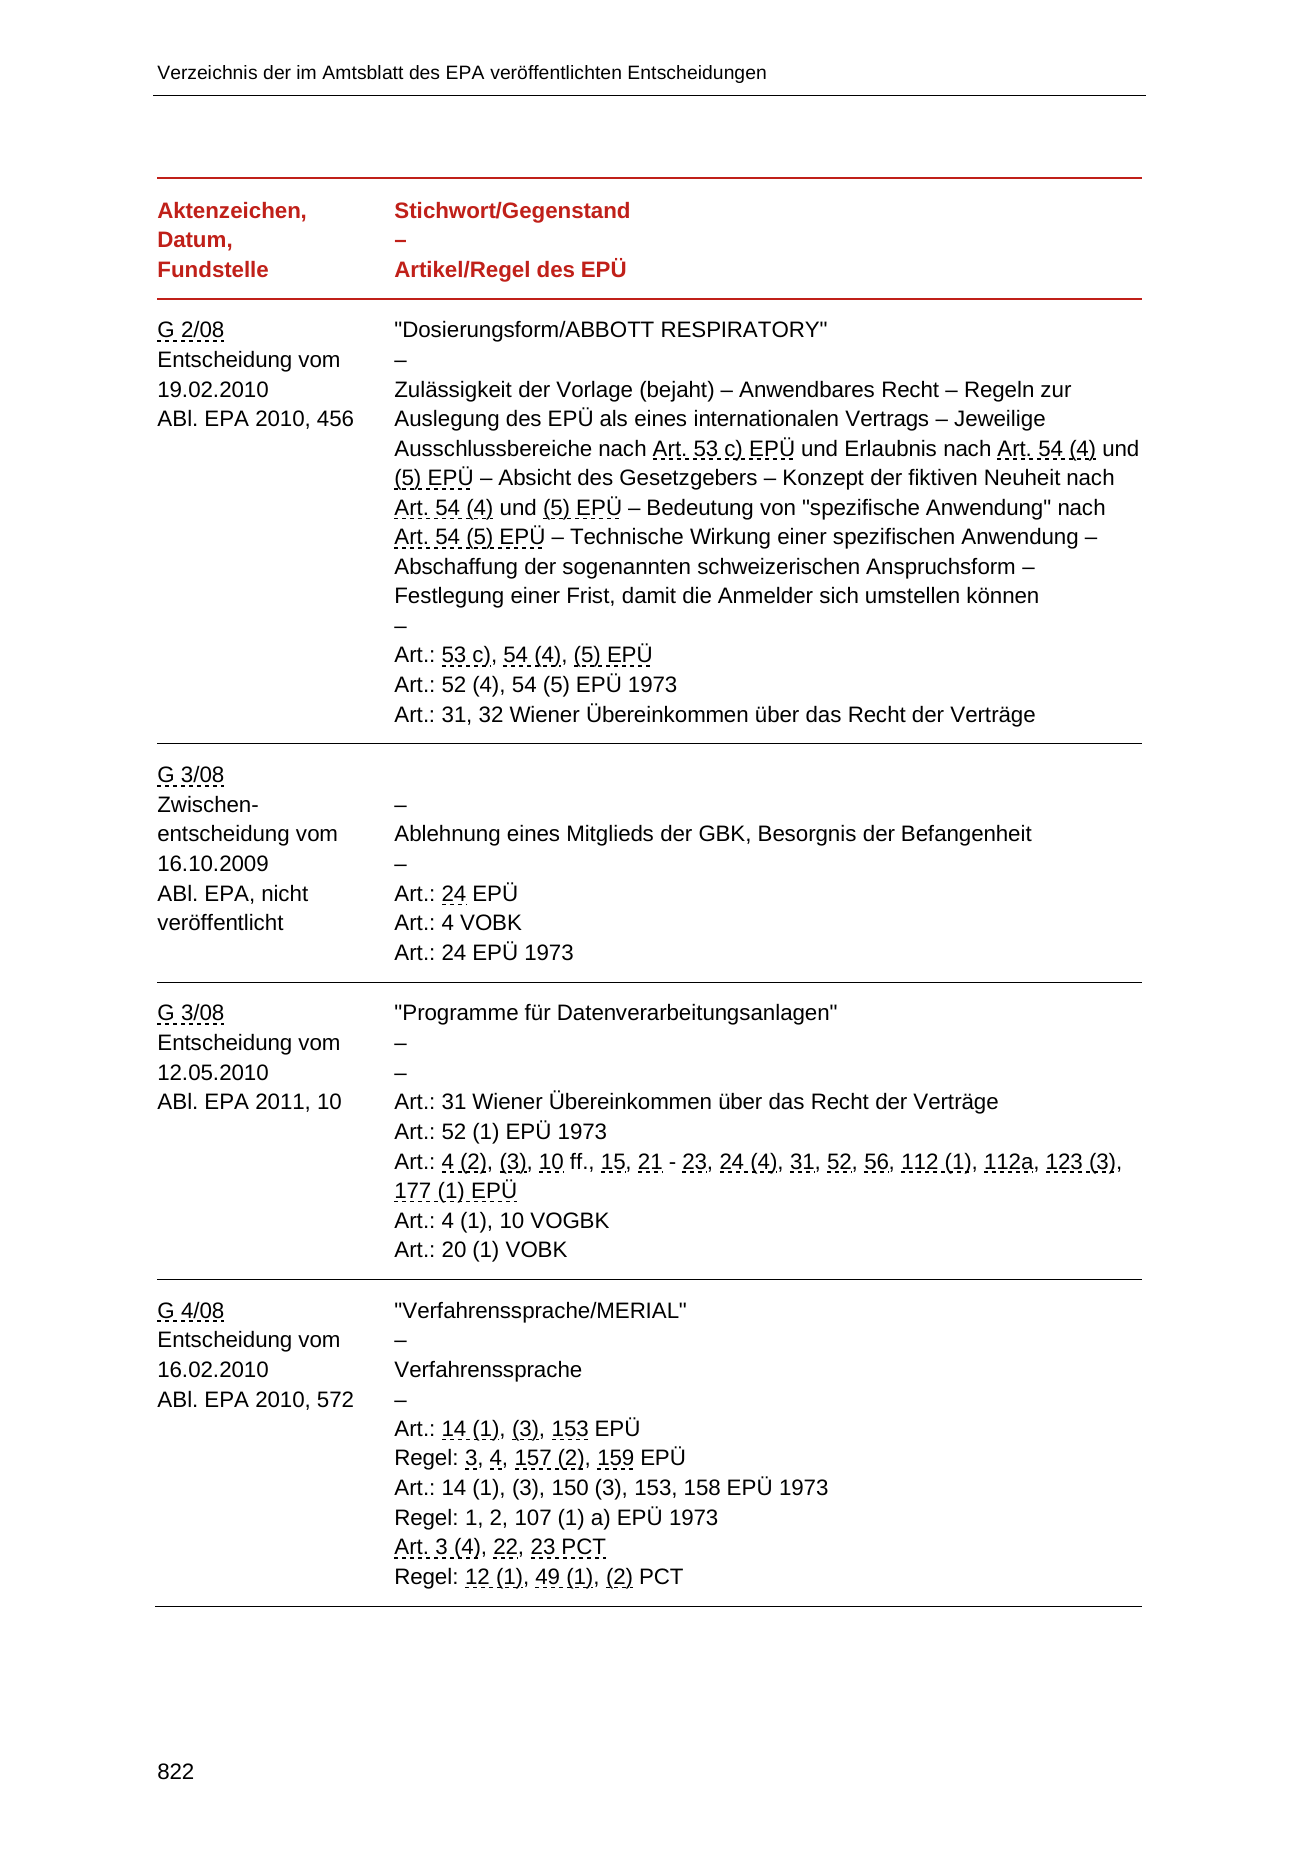 Verzeichnis der im Amtsblatt des EPA veröffentlichten Entscheidungen
Aktenzeichen,
Datum,
Fundstelle
Stichwort/Gegenstand
–
Artikel/Regel des EPÜ
G 2/08
Entscheidung vom
19.02.2010
ABl. EPA 2010, 456
"Dosierungsform/ABBOTT RESPIRATORY"
–
Zulässigkeit der Vorlage (bejaht) – Anwendbares Recht – Regeln zur
Auslegung des EPÜ als eines internationalen Vertrags – Jeweilige
Ausschlussbereiche nach Art. 53 c) EPÜ und Erlaubnis nach Art. 54 (4) und
(5) EPÜ – Absicht des Gesetzgebers – Konzept der fiktiven Neuheit nach
Art. 54 (4) und (5) EPÜ – Bedeutung von "spezifische Anwendung" nach
Art. 54 (5) EPÜ – Technische Wirkung einer spezifischen Anwendung –
Abschaffung der sogenannten schweizerischen Anspruchsform –
Festlegung einer Frist, damit die Anmelder sich umstellen können
–
Art.: 53 c), 54 (4), (5) EPÜ
Art.: 52 (4), 54 (5) EPÜ 1973
Art.: 31, 32 Wiener Übereinkommen über das Recht der Verträge
G 3/08
Zwischen-
entscheidung vom
16.10.2009
ABl. EPA, nicht
veröffentlicht
–
Ablehnung eines Mitglieds der GBK, Besorgnis der Befangenheit
–
Art.: 24 EPÜ
Art.: 4 VOBK
Art.: 24 EPÜ 1973
G 3/08
Entscheidung vom
12.05.2010
ABl. EPA 2011, 10
"Programme für Datenverarbeitungsanlagen"
–
–
Art.: 31 Wiener Übereinkommen über das Recht der Verträge
Art.: 52 (1) EPÜ 1973
Art.: 4 (2), (3), 10 ff., 15, 21 - 23, 24 (4), 31, 52, 56, 112 (1), 112a, 123 (3),
177 (1) EPÜ
Art.: 4 (1), 10 VOGBK
Art.: 20 (1) VOBK
G 4/08
Entscheidung vom
16.02.2010
ABl. EPA 2010, 572
"Verfahrenssprache/MERIAL"
–
Verfahrenssprache
–
Art.: 14 (1), (3), 153 EPÜ
Regel: 3, 4, 157 (2), 159 EPÜ
Art.: 14 (1), (3), 150 (3), 153, 158 EPÜ 1973
Regel: 1, 2, 107 (1) a) EPÜ 1973
Art. 3 (4), 22, 23 PCT
Regel: 12 (1), 49 (1), (2) PCT
822